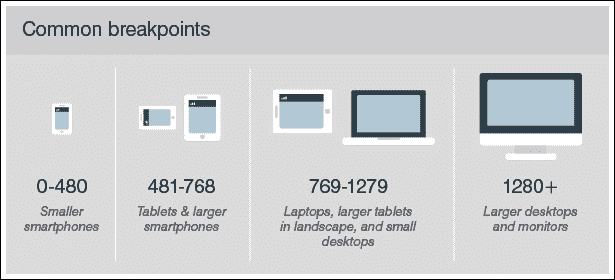 Common breakpoints
0-480
Smaller
smartphones
481-768
Tablets & larger
smartphones
769-1279
Laptops, larger tablets
in landscape, and small
desktops
1280+
Larger desktops
and monitors